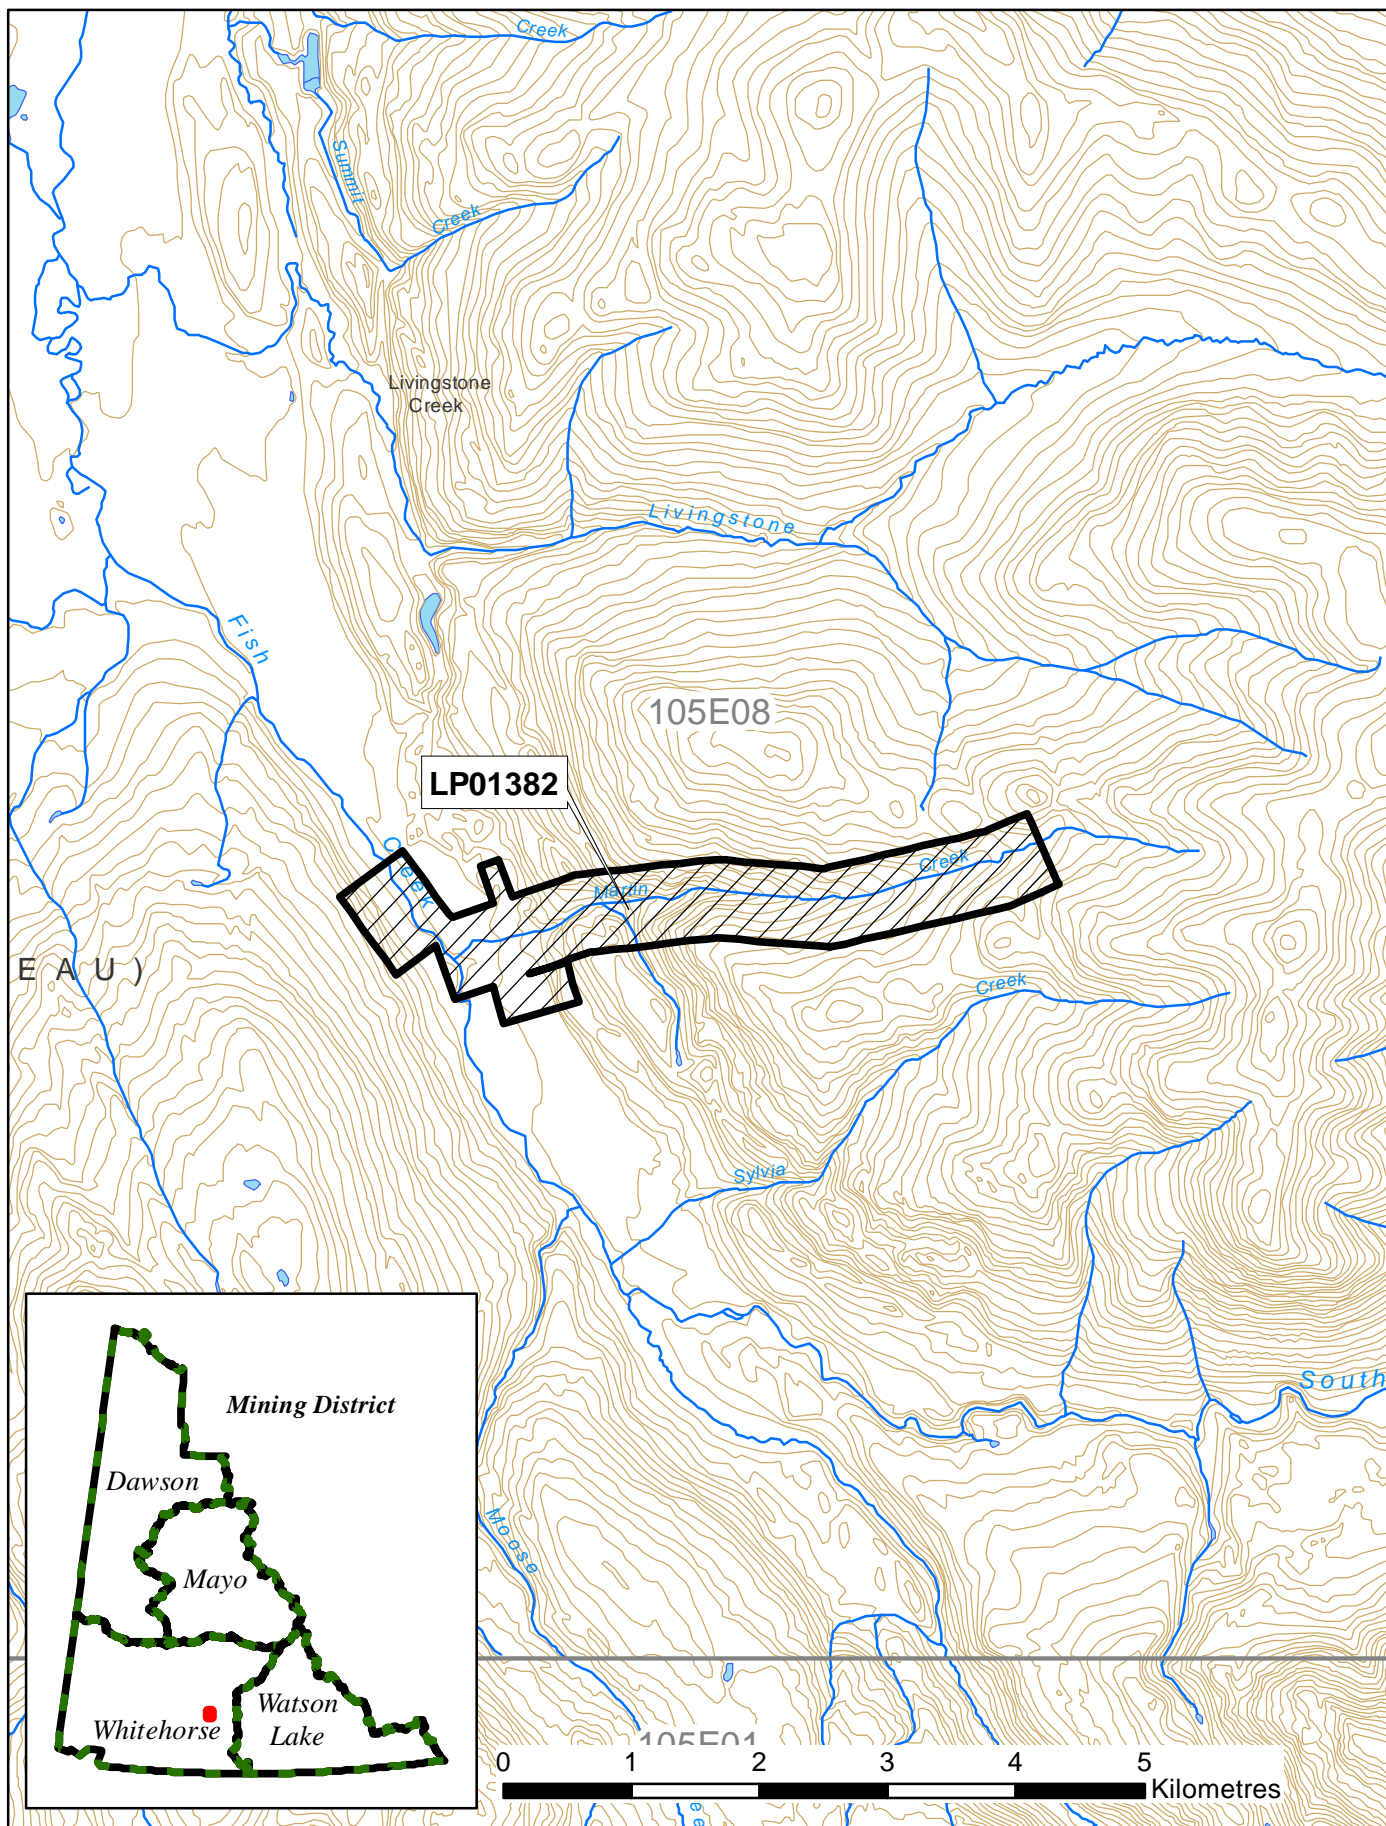 Creek
Summit
Creek
Livingstone
Creek
Livingstone
Fish
105E08
LP01382
Creek
Creek
Martin
E A U )
Creek
Sylvia
South
Mining District
Dawson
Moose
Mayo
Watson
Lake
Whitehorse
105E01
0 1 2 3 4 5
Kilometres